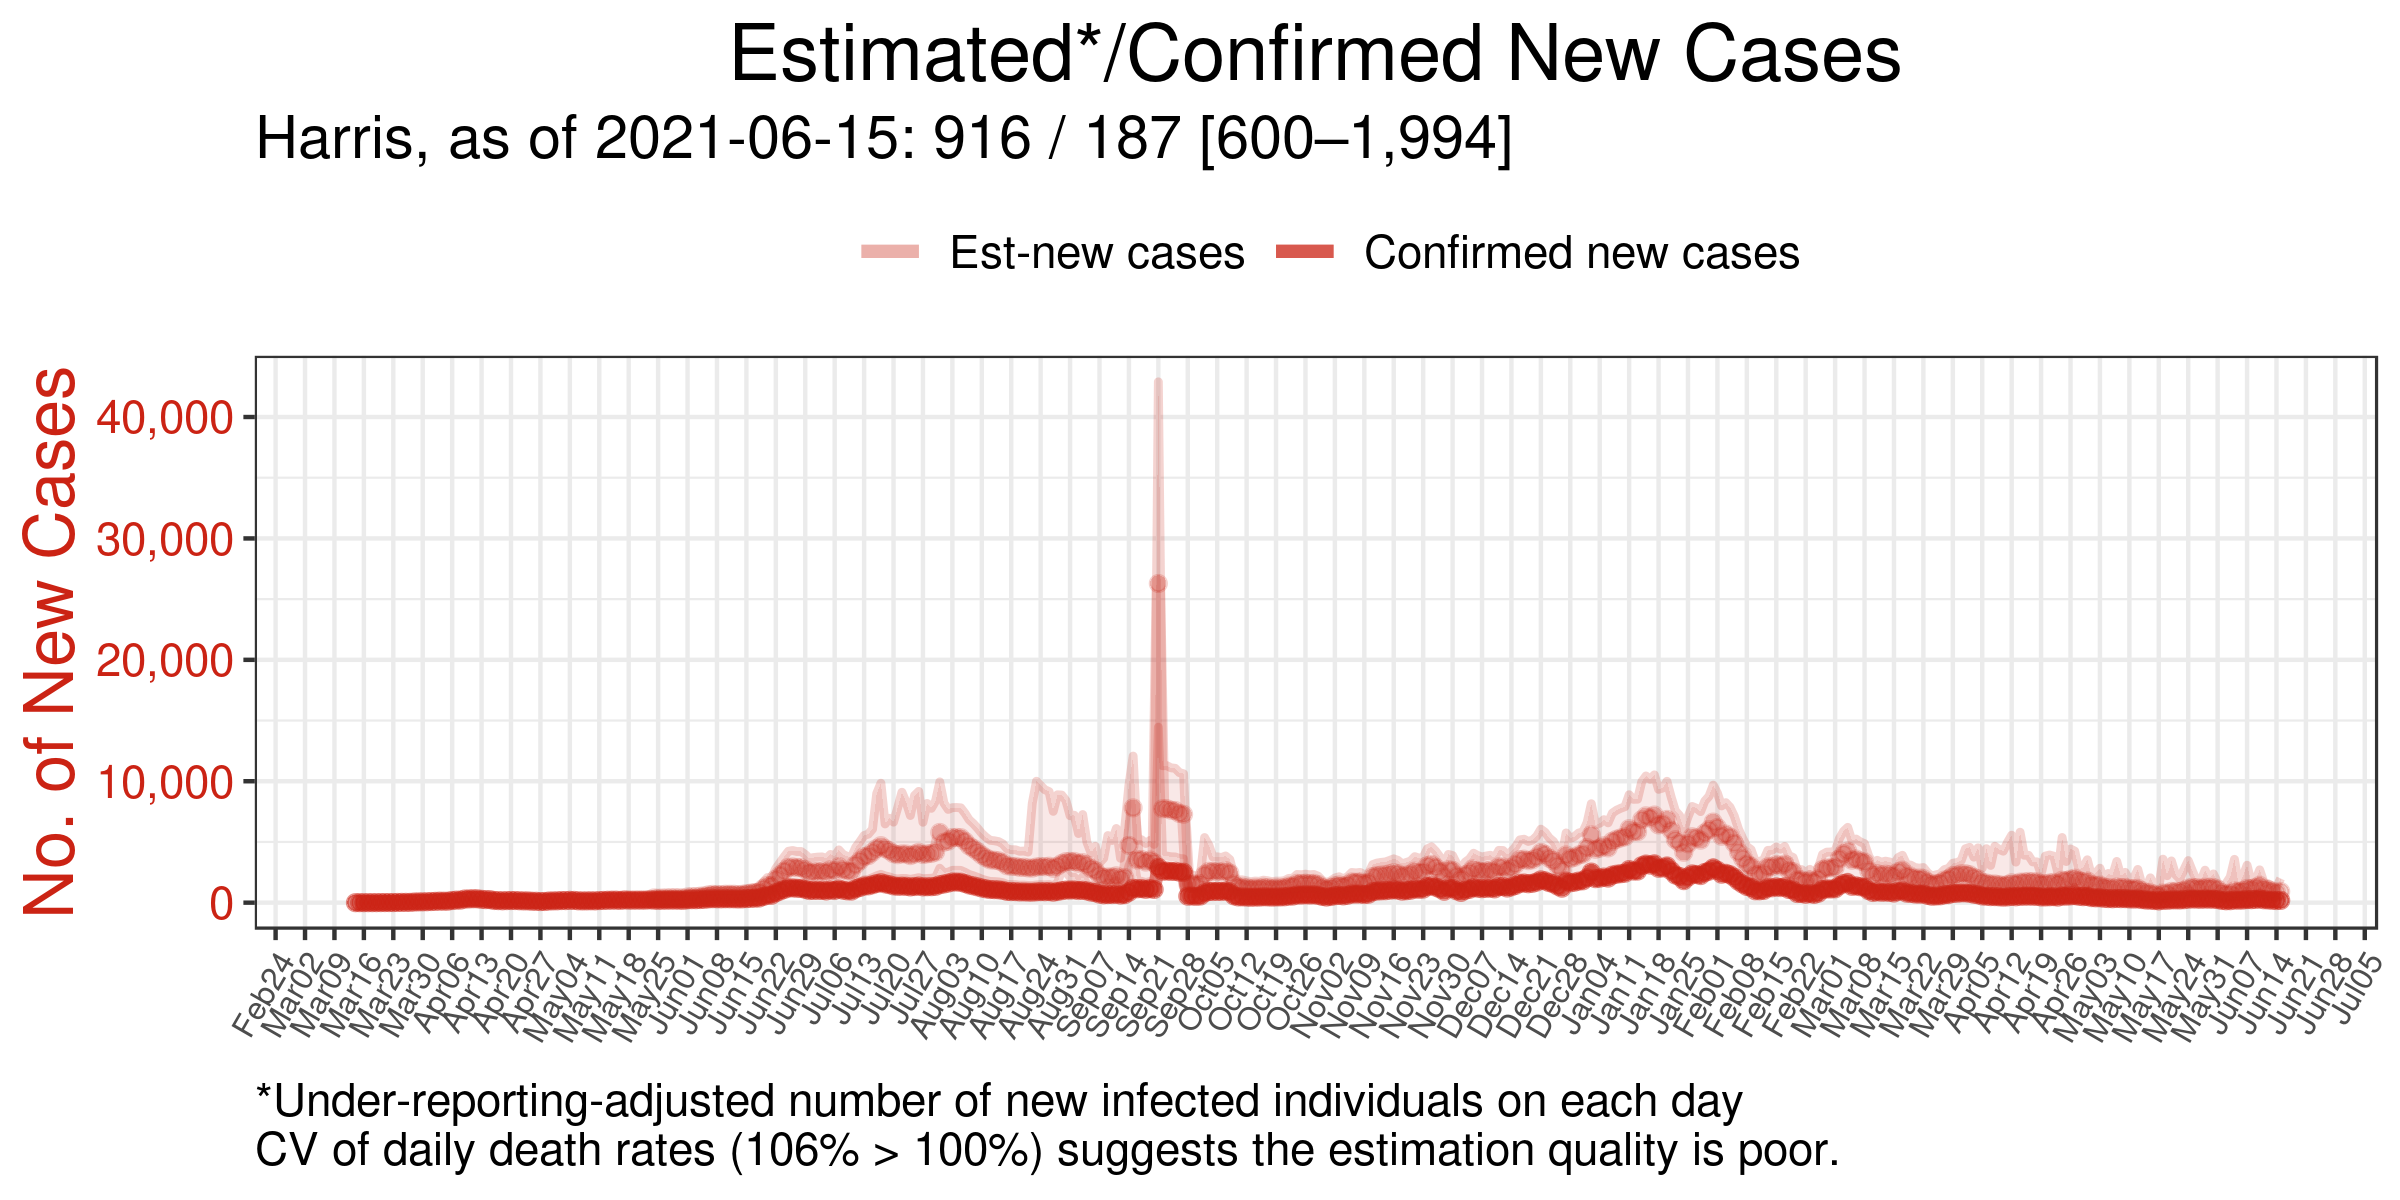 Estimated*/Confirmed New Cases
Harris, as of 2021-06-15: 916 / 187 [600–1,994]
Est-new cases
Confirmed new cases
No. of New Cases
40,000
30,000
20,000
10,000
0
Feb24
Mar02
Mar09
Mar16
Mar23
Mar30
Apr06
Apr13
Apr20
Apr27
May04
May11
May18
May25
Jun01
Jun08
Jun15
Jun22
Jun29
Jul06
Jul13
Jul20
Jul27
Aug03
Aug10
Aug17
Aug24
Aug31
Sep07
Sep14
Sep21
Sep28
Oct05
Oct12
Oct19
Oct26
Nov02
Nov09
Nov16
Nov23
Nov30
Dec07
Dec14
Dec21
Dec28
Jan04
Jan11
Jan18
Jan25
Feb01
Feb08
Feb15
Feb22
Mar01
Mar08
Mar15
Mar22
Mar29
Apr05
Apr12
Apr19
Apr26
May03
May10
May17
May24
May31
Jun07
Jun14
Jun21
Jun28
Jul05
*Under-reporting-adjusted number of new infected individuals on each day
CV of daily death rates (106% > 100%) suggests the estimation quality is poor.